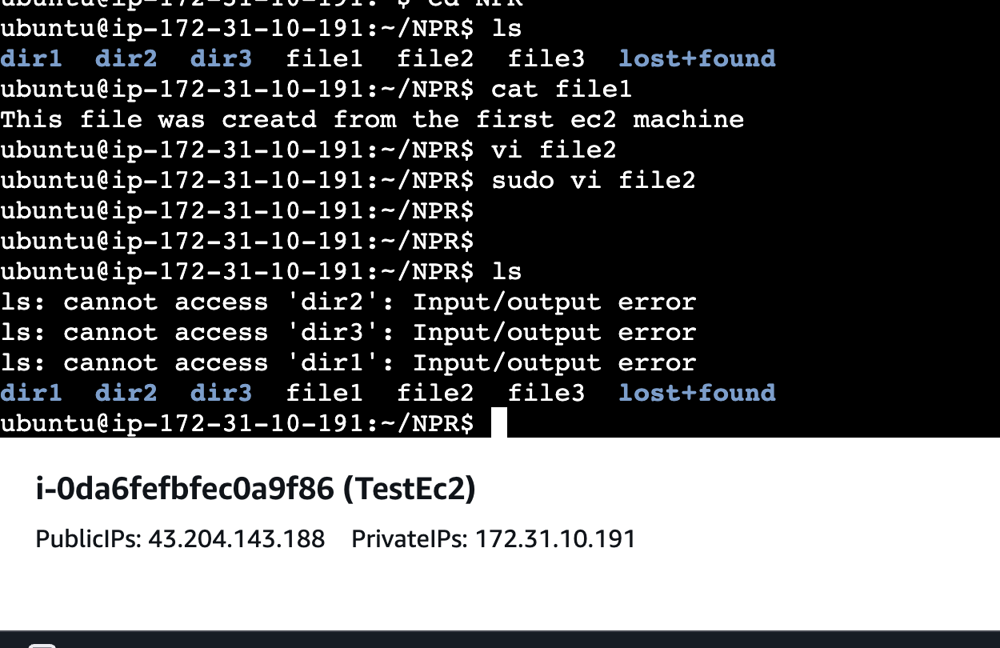 ubuntu@ip-172-31-10-191:~$ cd NPR
ubuntu@ip-172-31-10-191:~/NPR$ ls
dir1  dir2  dir3  file1  file2  file3  lost+found
ubuntu@ip-172-31-10-191:~/NPR$ cat file1
This file was creatd from the first ec2 machine
ubuntu@ip-172-31-10-191:~/NPR$ vi file2
ubuntu@ip-172-31-10-191:~/NPR$ sudo vi file2
ubuntu@ip-172-31-10-191:~/NPR$
ubuntu@ip-172-31-10-191:~/NPR$
ubuntu@ip-172-31-10-191:~/NPR$ ls
ls: cannot access 'dir2': Input/output error
ls: cannot access 'dir3': Input/output error
ls: cannot access 'dir1': Input/output error
dir1  dir2  dir3  file1  file2  file3  lost+found
ubuntu@ip-172-31-10-191:~/NPR$
i-0da6fefbfec0a9f86 (TestEc2)
PublicIPs: 43.204.143.188    PrivateIPs: 172.31.10.191